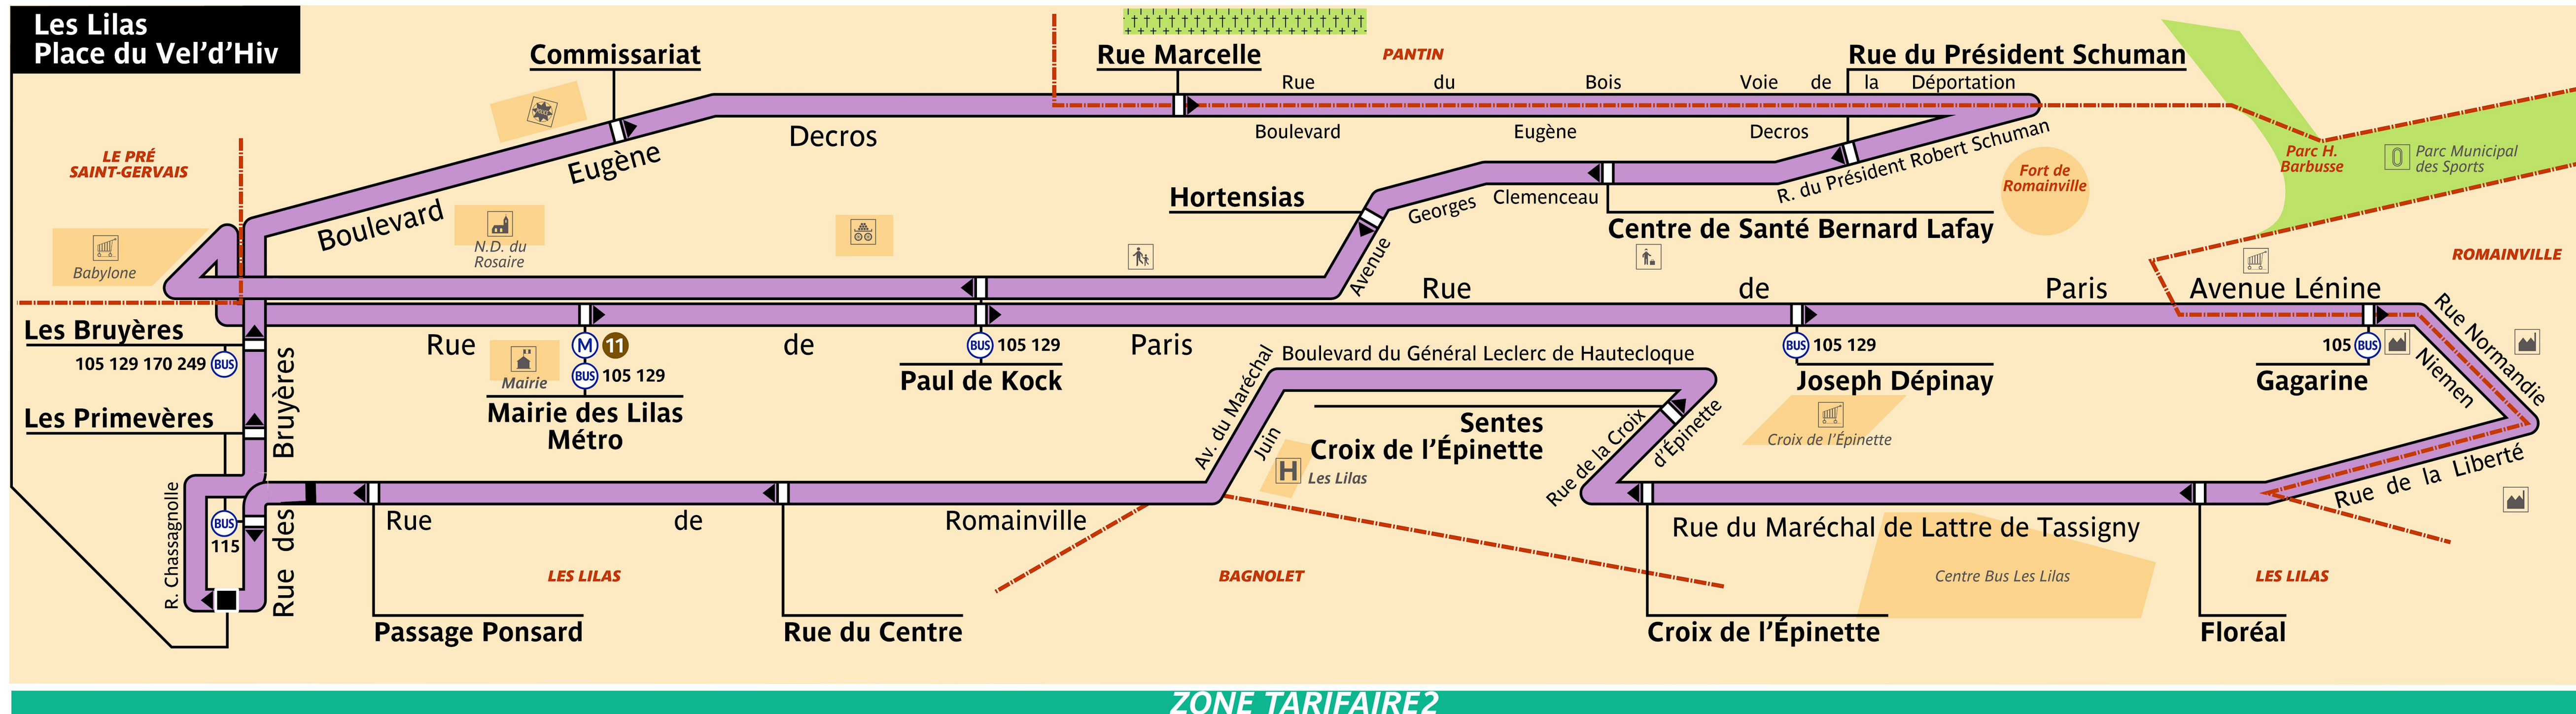 Les Lilas
Place du Vel'd'Hiv
Commissariat
Rue Marcelle
PANTIN
Rue du Président Schuman
Rue du Bois Voie de la Déportation
Boulevard Eugène Decros
Boulevard Eugène Decros
R. du Président Robert Schuman
LE PRÉ
SAINT-GERVAIS
Babylone
N.D. du
Rosaire
Hortensias
Avenue Georges Clemenceau
Centre de Santé Bernard Lafay
Fort de
Romainville
Parc H.
Barbusse
Parc Municipal
des Sports
ROMAINVILLE
Rue de Paris
Avenue Lénine
Les Bruyères
105 129 170 249 BUS
Rue de Paris
Mairie
M 11
BUS 105 129
Mairie des Lilas
Métro
BUS 105 129
Paul de Kock
Boulevard du Général Leclerc de Hautecloque
BUS 105 129
Joseph Dépinay
105 BUS
Gagarine
Rue Normandie
Niemen
Les Primevères
Rue des Bruyères
Av. du Maréchal
Juin
H Les Lilas
Sentes
Croix de l'Épinette
Rue de la Croix
d'Épinette
Croix de l'Épinette
Rue de la Liberté
R. Chassagnolle
BUS
115
Rue de Romainville
Rue du Maréchal de Lattre de Tassigny
LES LILAS
BAGNOLET
Centre Bus Les Lilas
LES LILAS
Passage Ponsard
Rue du Centre
Croix de l'Épinette
Floréal
ZONE TARIFAIRE2